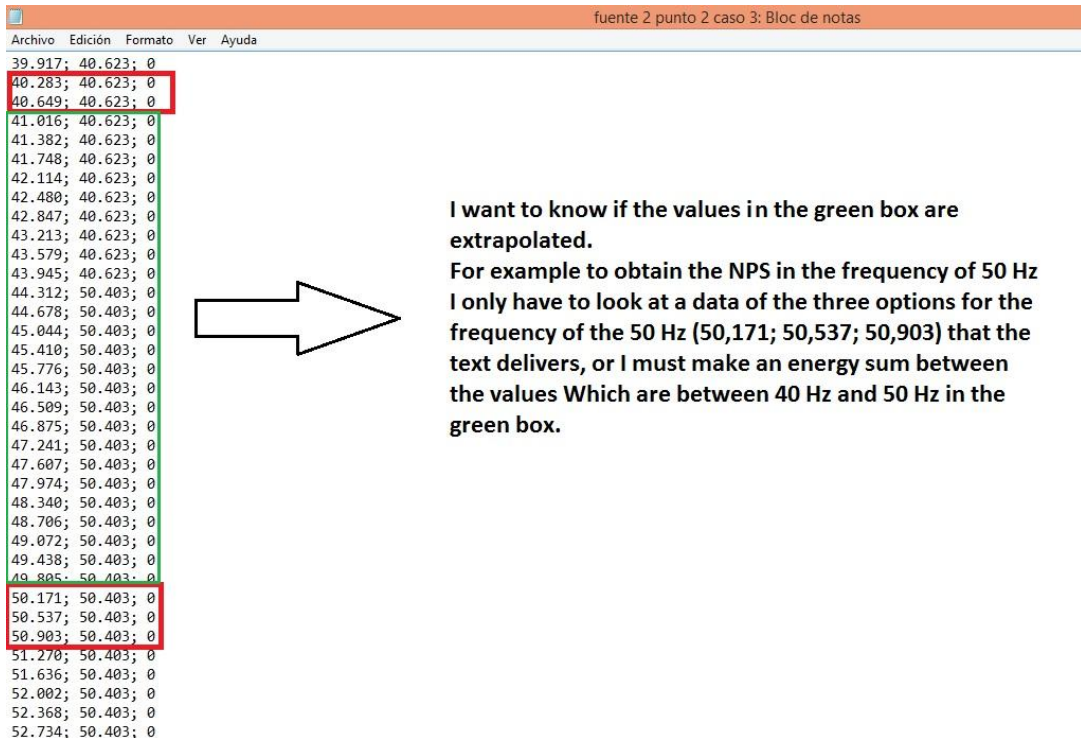 fuente 2 punto 2 caso 3: Bloc de notas
Archivo Edición Formato Ver Ayuda
39.917; 40.623; 0
40.283; 40.623; 0
40.649; 40.623; 0
41.016; 40.623; 0
41.382; 40.623; 0
41.748; 40.623; 0
42.114; 40.623; 0
42.480; 40.623; 0
42.847; 40.623; 0
43.213; 40.623; 0
43.579; 40.623; 0
43.945; 40.623; 0
44.312; 50.403; 0
44.678; 50.403; 0
45.044; 50.403; 0
45.410; 50.403; 0
45.776; 50.403; 0
46.143; 50.403; 0
46.509; 50.403; 0
46.875; 50.403; 0
47.241; 50.403; 0
47.607; 50.403; 0
47.974; 50.403; 0
48.340; 50.403; 0
48.706; 50.403; 0
49.072; 50.403; 0
49.438; 50.403; 0
49.805; 50.403; 0
50.171; 50.403; 0
50.537; 50.403; 0
50.903; 50.403; 0
51.270; 50.403; 0
51.636; 50.403; 0
52.002; 50.403; 0
52.368; 50.403; 0
52.734; 50.403; 0
I want to know if the values in the green box are
extrapolated.
For example to obtain the NPS in the frequency of 50 Hz
I only have to look at a data of the three options for the
frequency of the 50 Hz (50,171; 50,537; 50,903) that the
text delivers, or I must make an energy sum between
the values Which are between 40 Hz and 50 Hz in the
green box.